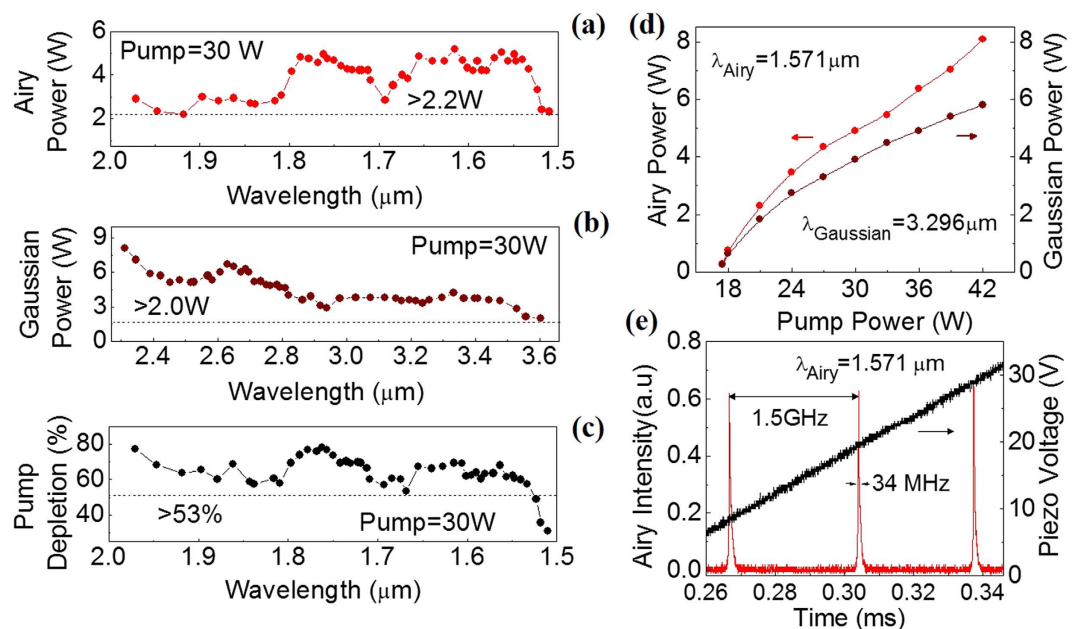 (a)
Airy
Power (W)
6
4
2
Pump=30 W
>2.2W
2.0 1.9 1.8 1.7 1.6 1.5
Wavelength (μm)
(b)
Gaussian
Power (W)
9
6
3
0
Pump=30W
>2.0W
2.4 2.6 2.8 3.0 3.2 3.4 3.6
Wavelength (μm)
(c)
Pump
Depletion (%)
80
60
40
>53%
Pump=30W
2.0 1.9 1.8 1.7 1.6 1.5
Wavelength (μm)
(d)
Airy Power (W)
8
6
4
2
0
λAiry=1.571μm
λGaussian=3.296μm
8
6
4
2
0
Gaussian Power (W)
18 24 30 36 42
Pump Power (W)
(e)
Airy Intensity(a.u)
0.8
0.6
0.4
0.2
0.0
λAiry=1.571 μm
1.5GHz
34 MHz
30
20
10
0
Piezo Voltage (V)
0.26 0.28 0.30 0.32 0.34
Time (ms)